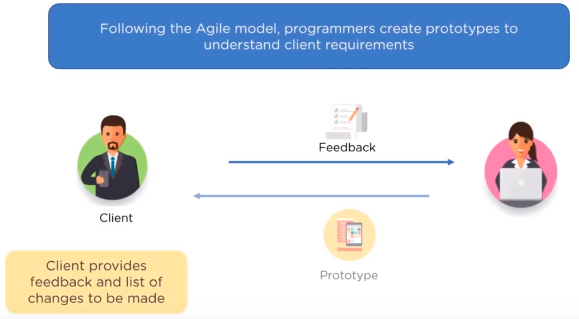 Following the Agile model, programmers create prototypes to
understand client requirements
Feedback
Client
Prototype
Client provides
feedback and list of
changes to be made